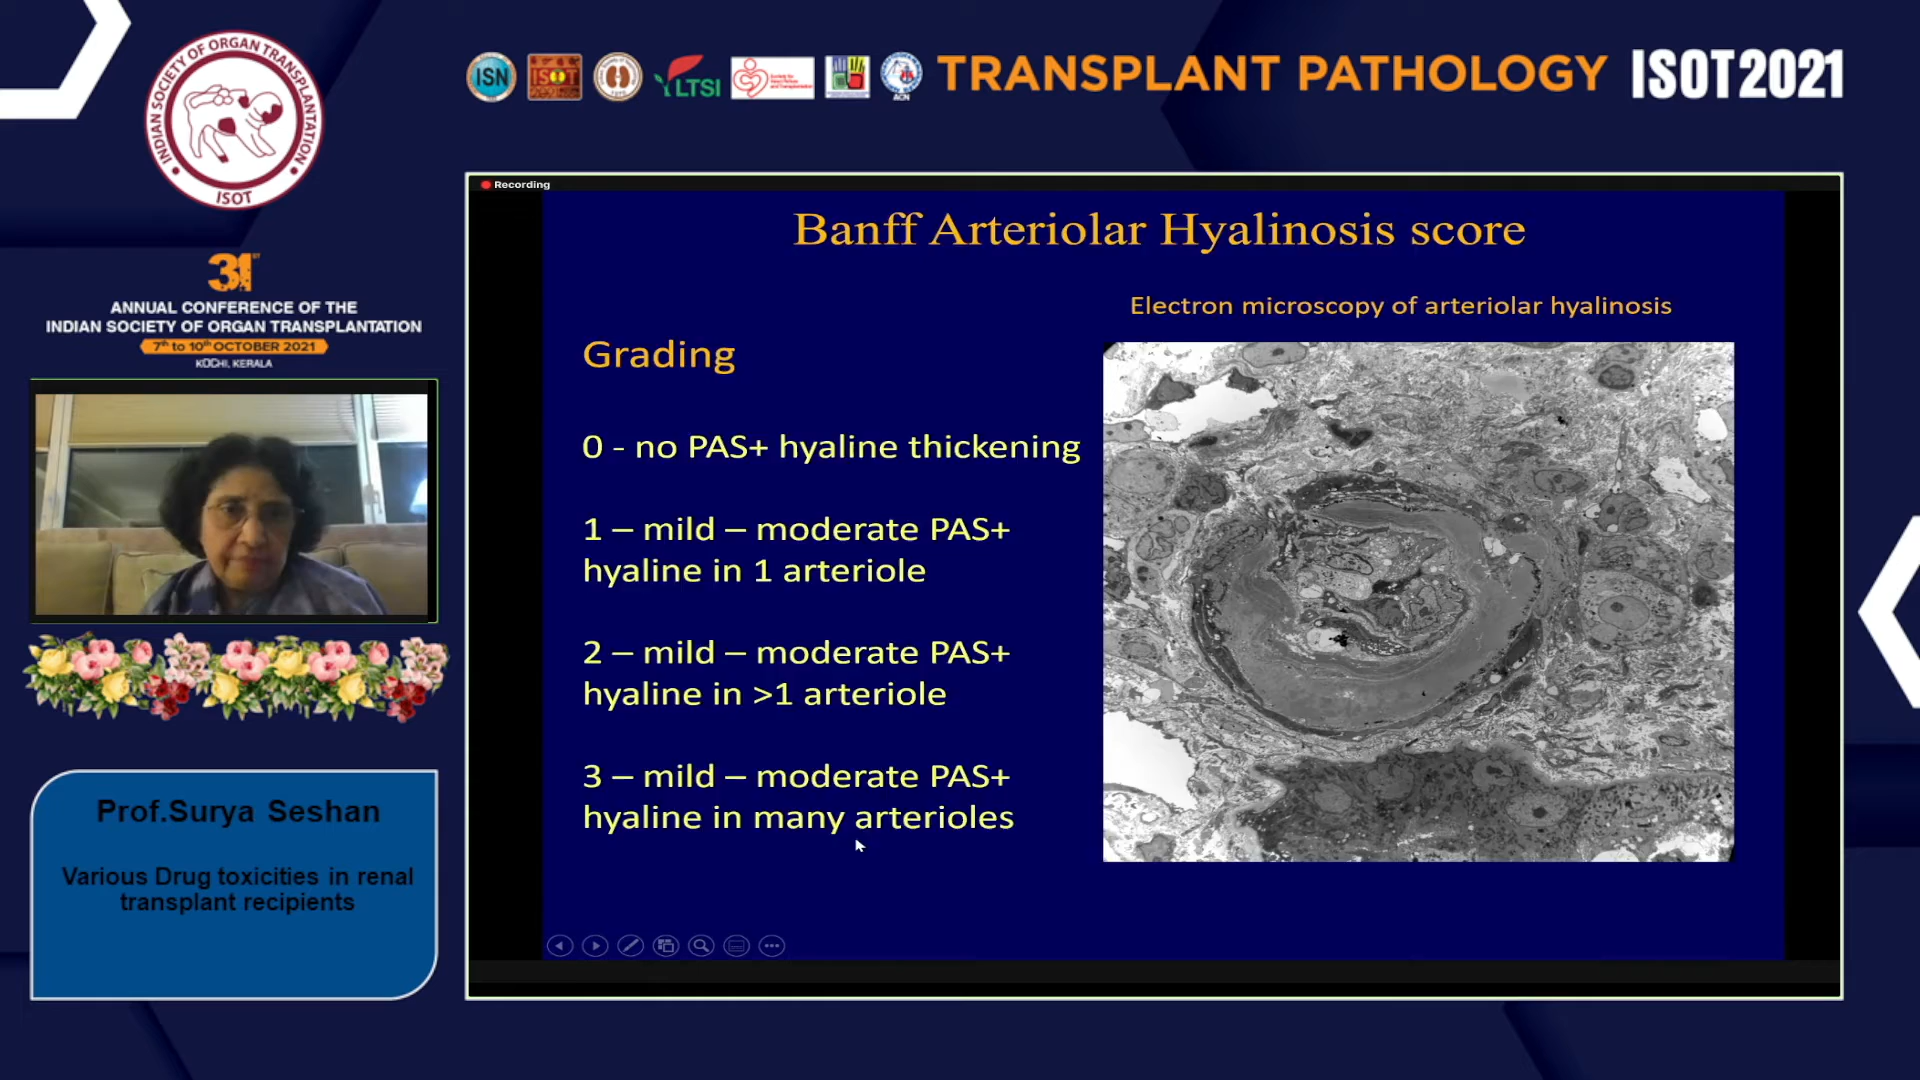 INDIAN SOCIETY OF ORGAN TRANSPLANTATION
ISOT
ISN
ISOT
LTSI
ACN
TRANSPLANT PATHOLOGY ISOT2021
31ST
ANNUAL CONFERENCE OF THE
INDIAN SOCIETY OF ORGAN TRANSPLANTATION
7th to 10th OCTOBER 2021
KOCHI, KERALA
Recording
Banff Arteriolar Hyalinosis score
Electron microscopy of arteriolar hyalinosis
Grading
0 - no PAS+ hyaline thickening
1 – mild – moderate PAS+
hyaline in 1 arteriole
2 – mild – moderate PAS+
hyaline in >1 arteriole
3 – mild – moderate PAS+
hyaline in many arterioles
Prof.Surya Seshan
Various Drug toxicities in renal
transplant recipients